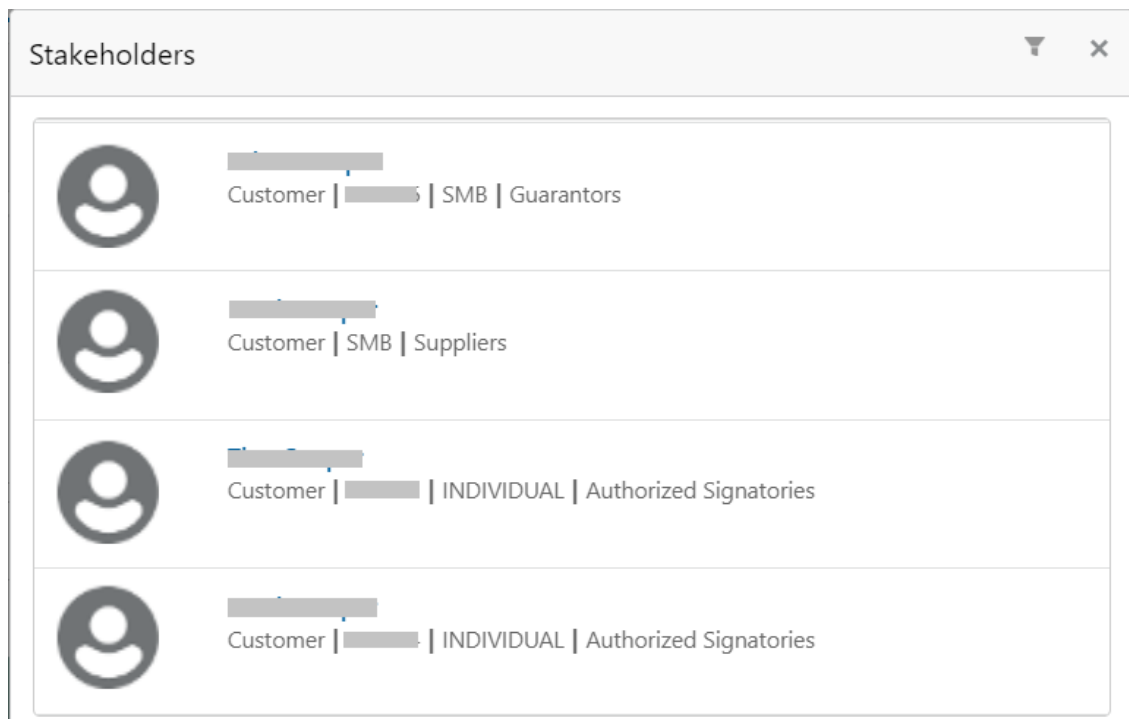 Stakeholders
Customer | | SMB | Guarantors
Customer | SMB | Suppliers
Customer | | INDIVIDUAL | Authorized Signatories
Customer | | INDIVIDUAL | Authorized Signatories